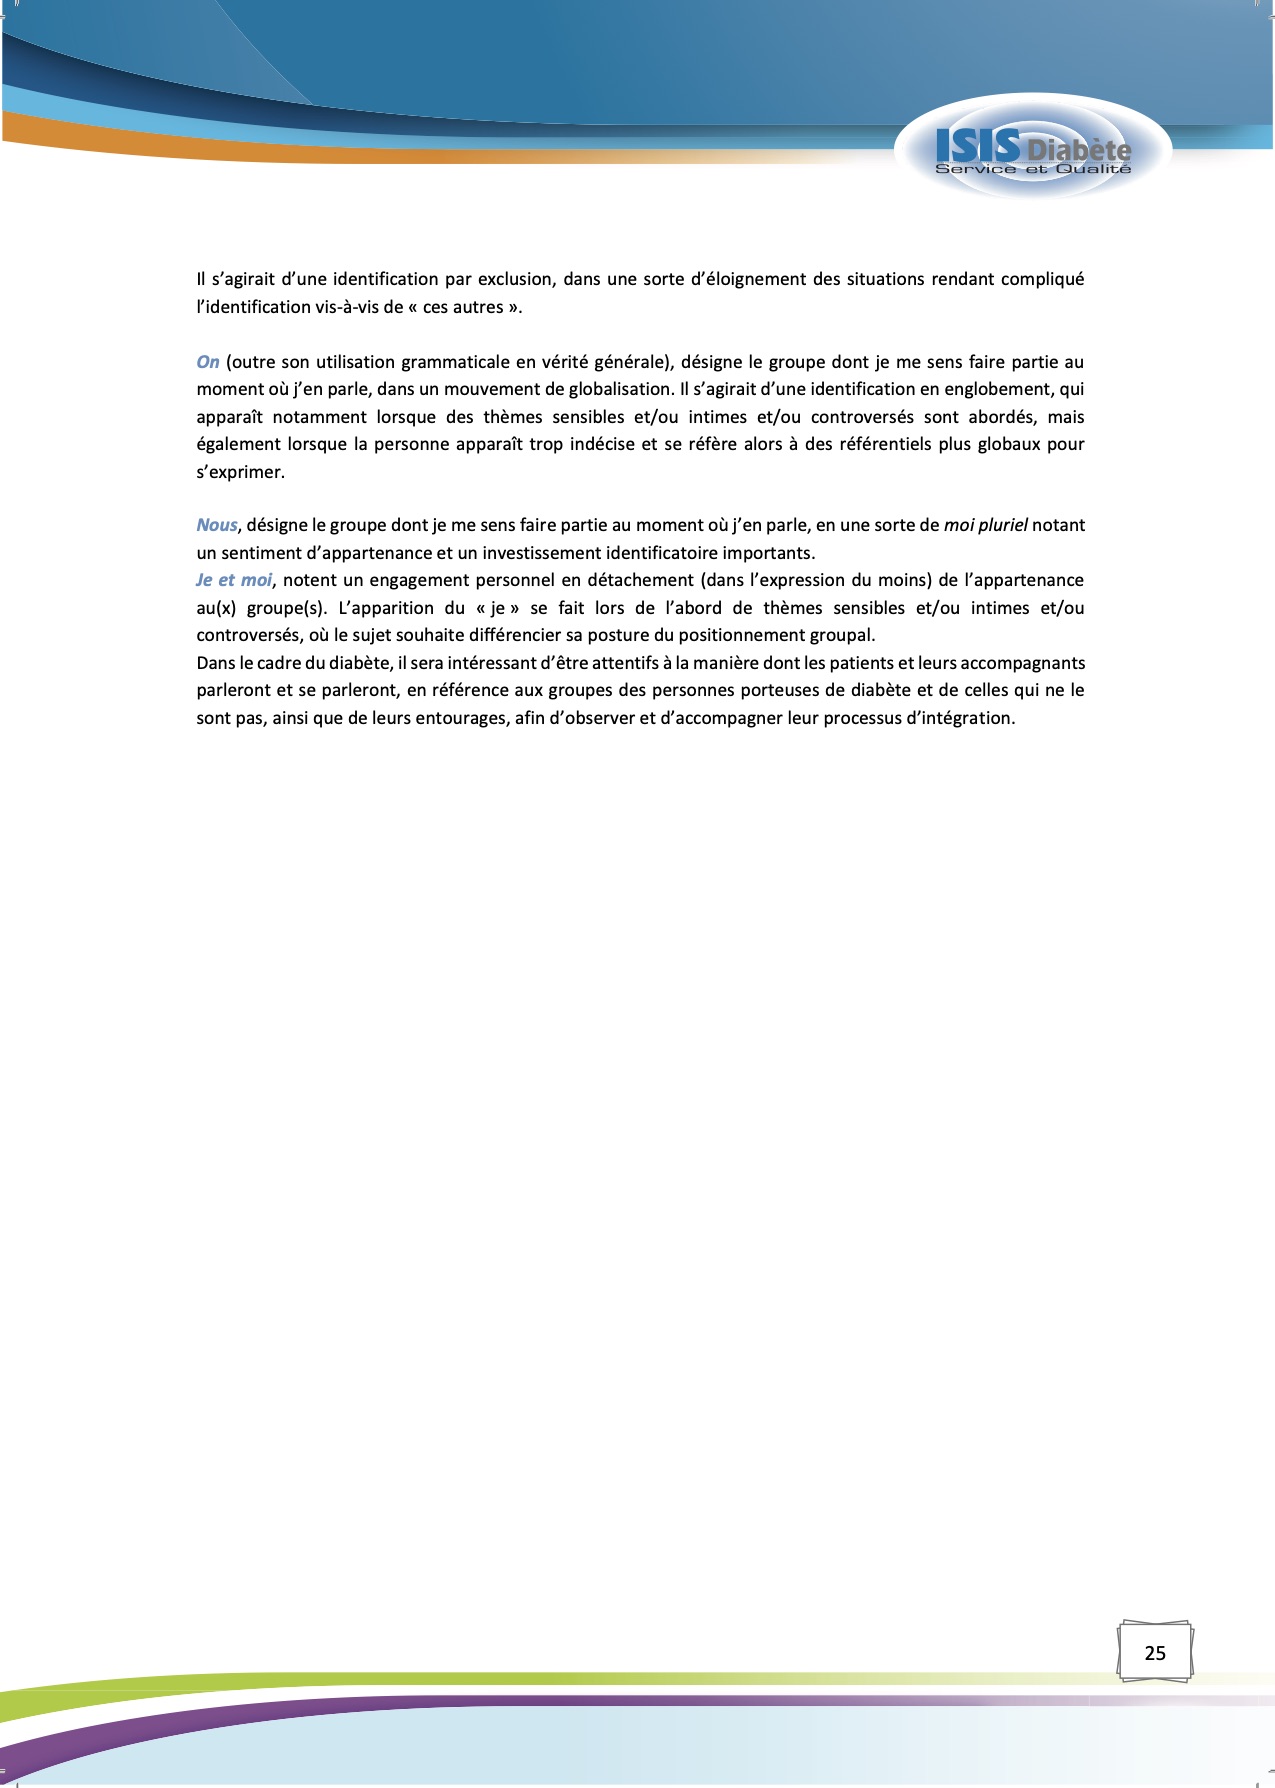 ISIS Diabète
Service et Qualité
Il s’agirait d’une identification par exclusion, dans une sorte d’éloignement des situations rendant compliqué
l’identification vis-à-vis de « ces autres ».
On (outre son utilisation grammaticale en vérité générale), désigne le groupe dont je me sens faire partie au
moment où j’en parle, dans un mouvement de globalisation. Il s’agirait d’une identification en englobement, qui
apparaît notamment lorsque des thèmes sensibles et/ou intimes et/ou controversés sont abordés, mais
également lorsque la personne apparaît trop indécise et se réfère alors à des référentiels plus globaux pour
s’exprimer.
Nous, désigne le groupe dont je me sens faire partie au moment où j’en parle, en une sorte de moi pluriel notant
un sentiment d’appartenance et un investissement identificatoire importants.
Je et moi, notent un engagement personnel en détachement (dans l’expression du moins) de l’appartenance
au(x) groupe(s). L’apparition du « je » se fait lors de l’abord de thèmes sensibles et/ou intimes et/ou
controversés, où le sujet souhaite différencier sa posture du positionnement groupal.
Dans le cadre du diabète, il sera intéressant d’être attentifs à la manière dont les patients et leurs accompagnants
parleront et se parleront, en référence aux groupes des personnes porteuses de diabète et de celles qui ne le
sont pas, ainsi que de leurs entourages, afin d’observer et d’accompagner leur processus d’intégration.
25